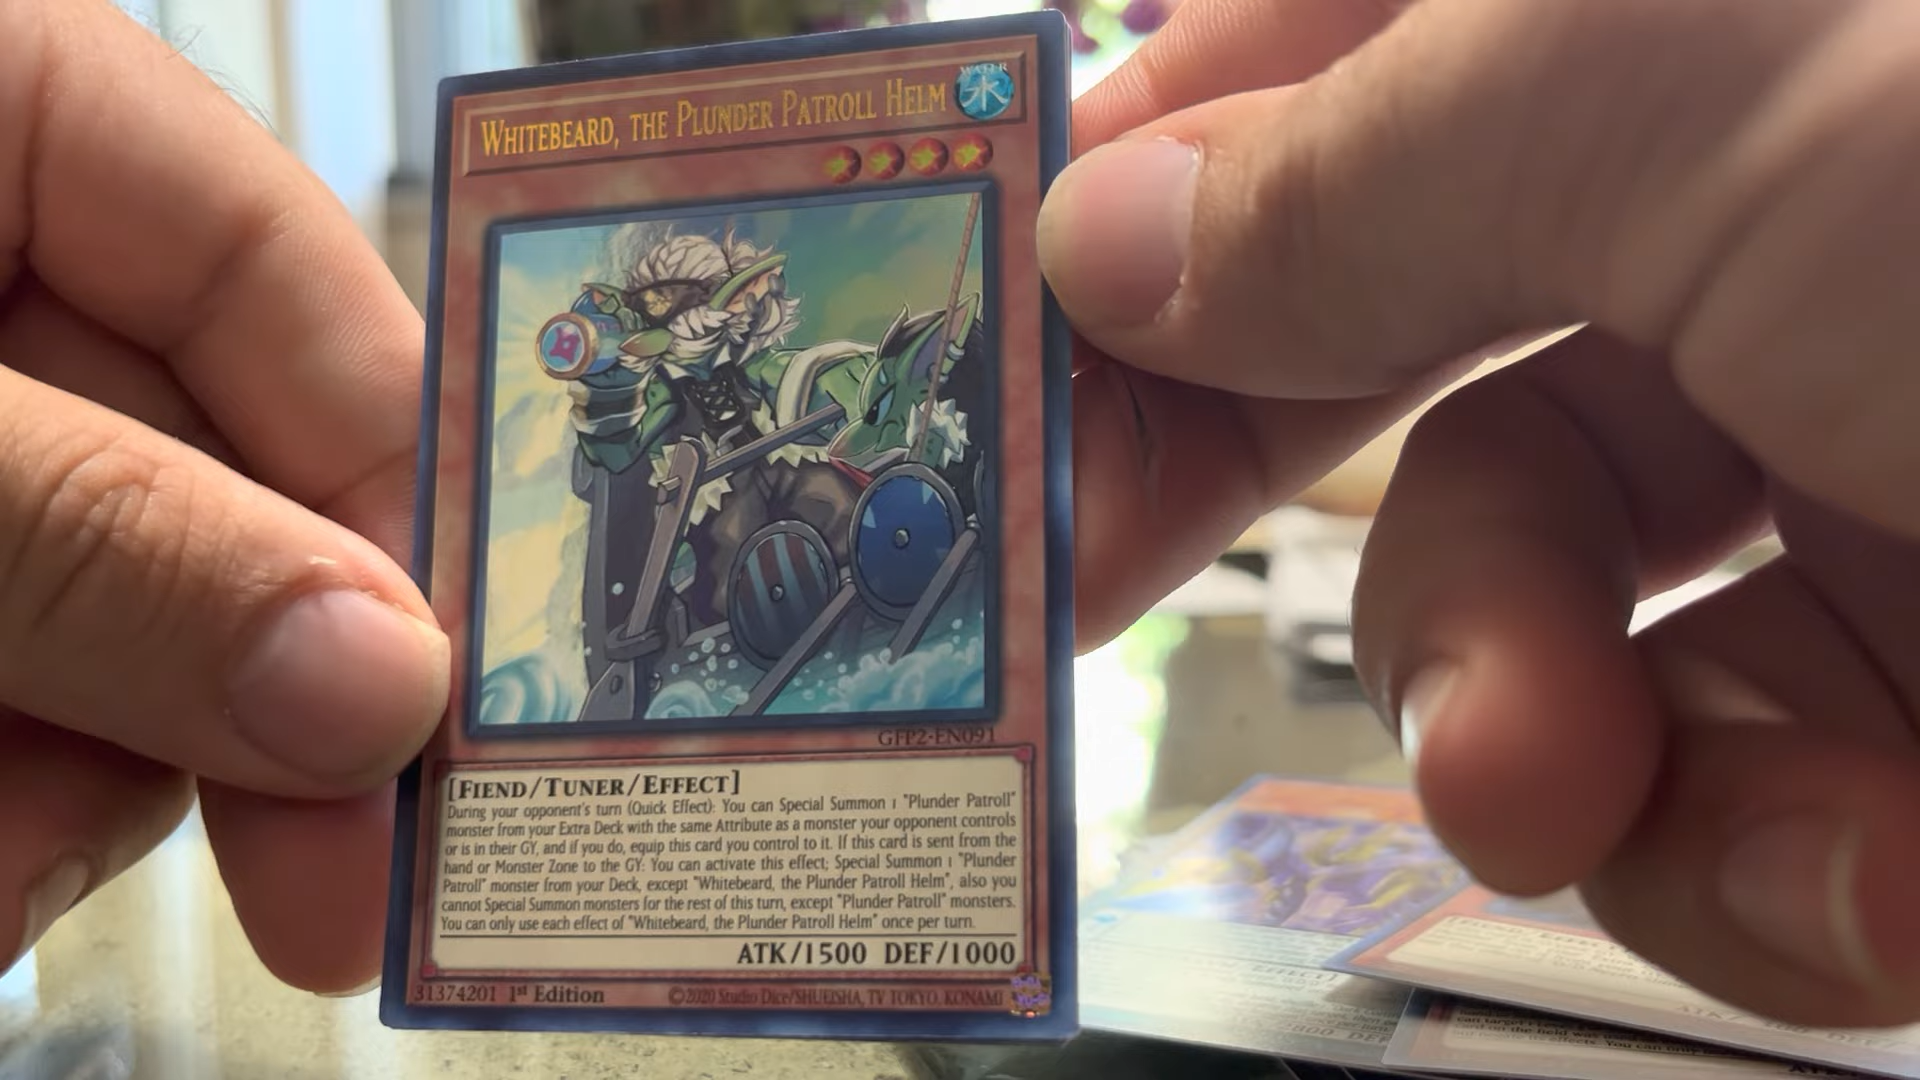 WHITEBEARD, THE PLUNDER PATROLL HELM
WATER
水
GFP2-EN091
[FIEND/TUNER/EFFECT]
During your opponent's turn (Quick Effect): You can Special Summon 1 "Plunder Patroll"
monster from your Extra Deck with the same Attribute as a monster your opponent controls
or is in their GY, and if you do, equip this card you control to it. If this card is sent from the
hand or Monster Zone to the GY: You can activate this effect; Special Summon 1 "Plunder
Patroll" monster from your Deck, except "Whitebeard, the Plunder Patroll Helm", also you
cannot Special Summon monsters for the rest of this turn, except "Plunder Patroll" monsters.
You can only use each effect of "Whitebeard, the Plunder Patroll Helm" once per turn.
ATK/1500 DEF/1000
31374201 1st Edition
©2020 Studio Dice/SHUEISHA, TV TOKYO, KONAMI